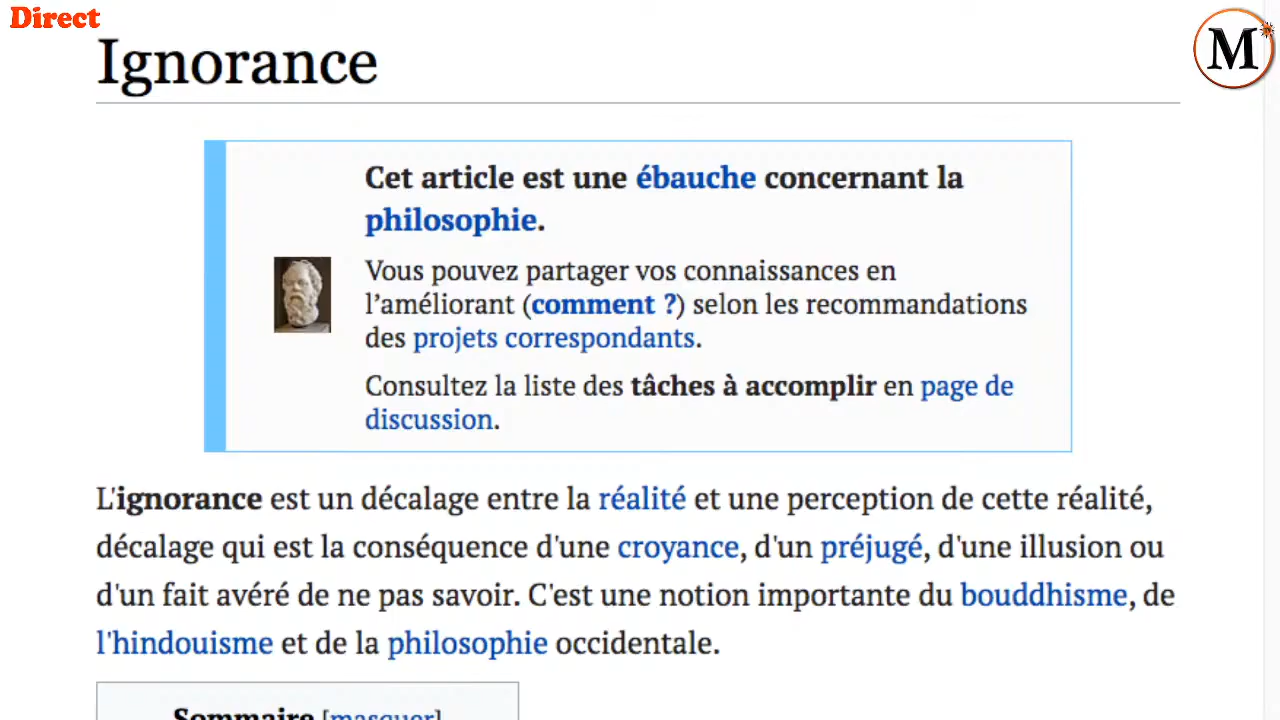 Direct
M
Ignorance
Cet article est une ébauche concernant la
philosophie.
Vous pouvez partager vos connaissances en
l’améliorant (comment ?) selon les recommandations
des projets correspondants.
Consultez la liste des tâches à accomplir en page de
discussion.
L'ignorance est un décalage entre la réalité et une perception de cette réalité,
décalage qui est la conséquence d'une croyance, d'un préjugé, d'une illusion ou
d'un fait avéré de ne pas savoir. C'est une notion importante du bouddhisme, de
l'hindouisme et de la philosophie occidentale.
Sommaire [masquer]